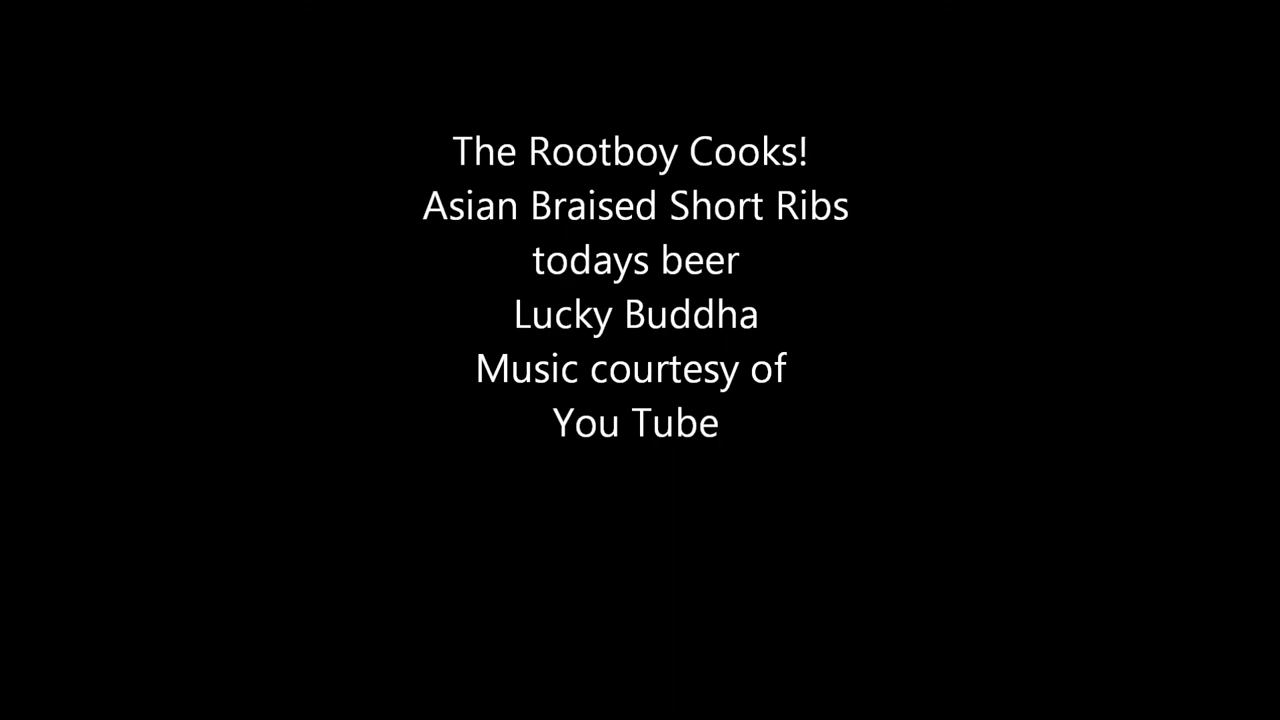 The Rootboy Cooks!
Asian Braised Short Ribs
todays beer
Lucky Buddha
Music courtesy of
You Tube